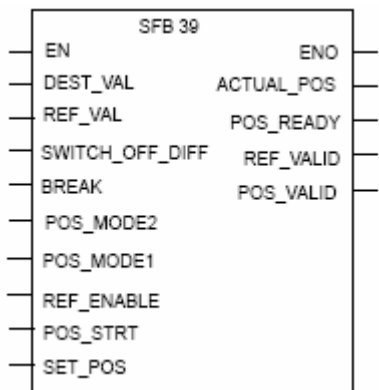 SFB 39
EN ENO
DEST_VAL ACTUAL_POS
REF_VAL POS_READY
SWITCH_OFF_DIFF REF_VALID
BREAK POS_VALID
POS_MODE2
POS_MODE1
REF_ENABLE
POS_STRT
SET_POS